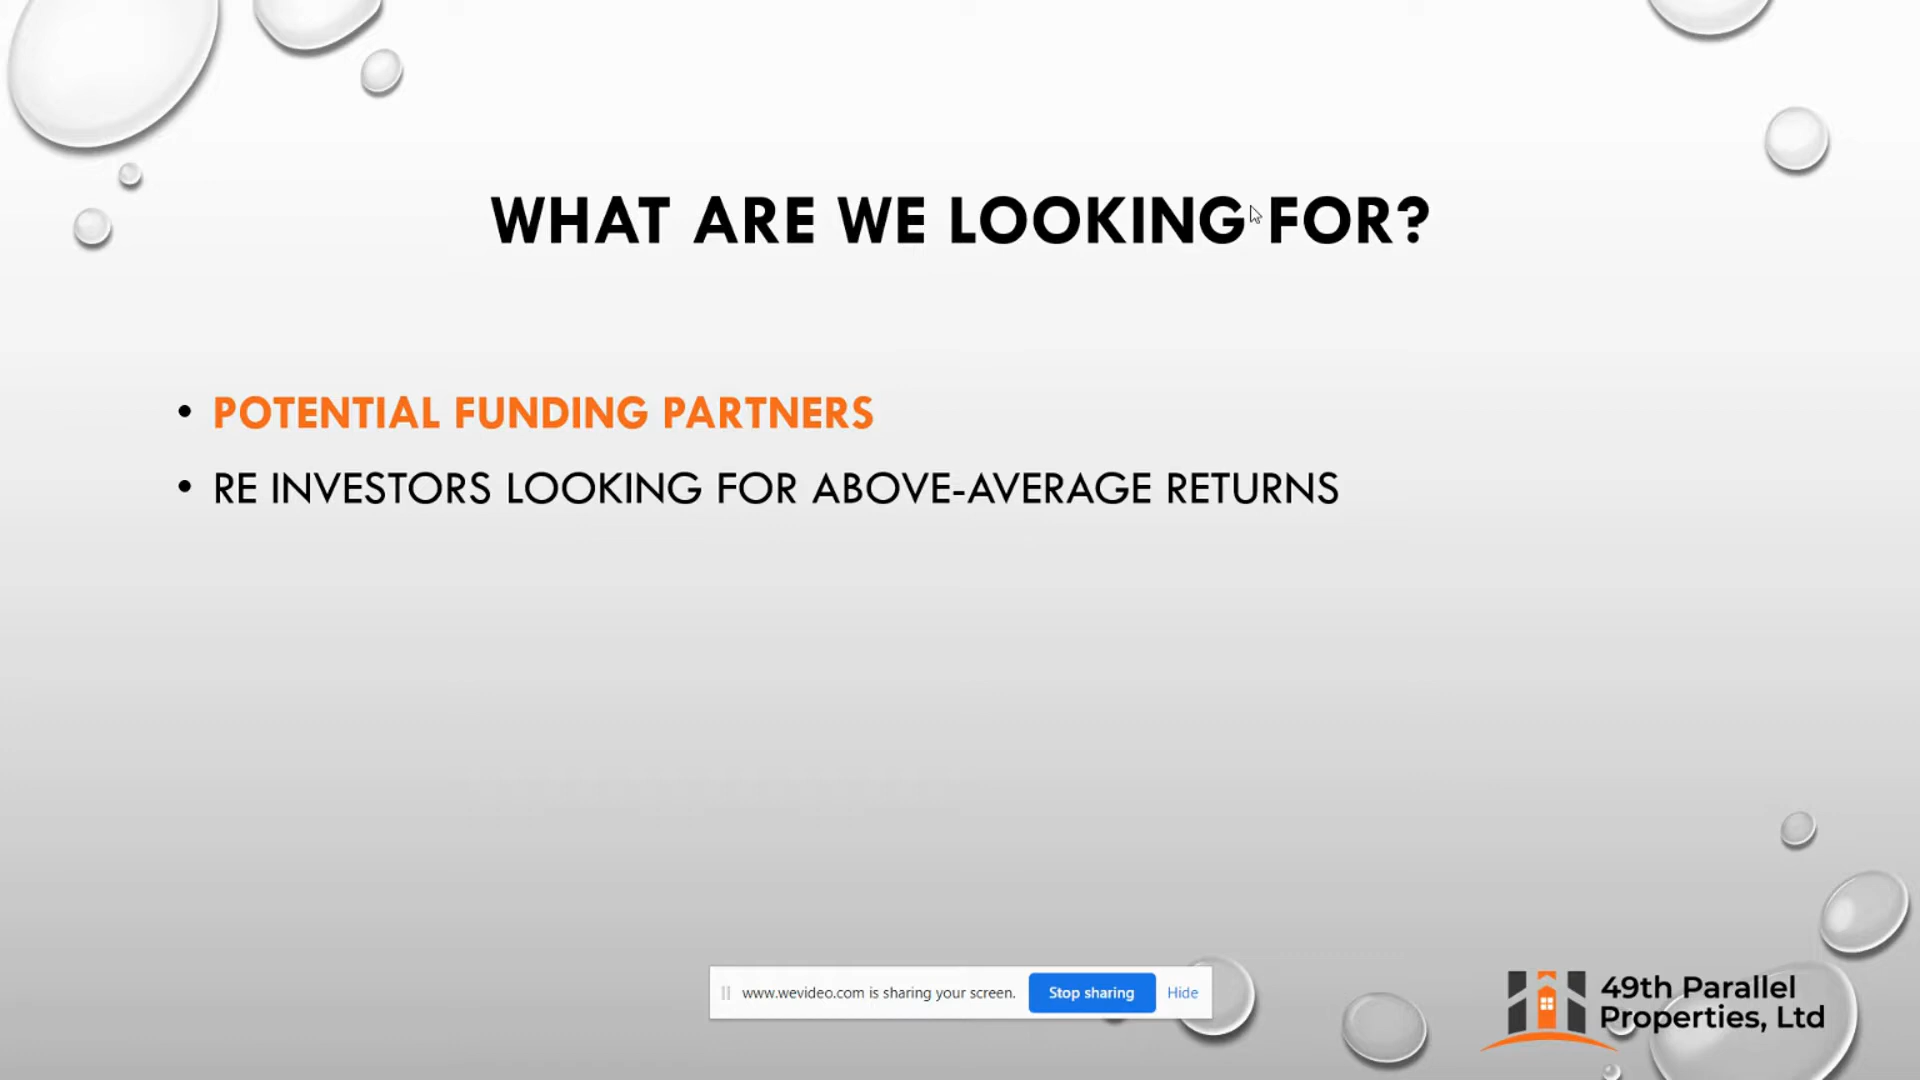 WHAT ARE WE LOOKING FOR?
• POTENTIAL FUNDING PARTNERS
• RE INVESTORS LOOKING FOR ABOVE-AVERAGE RETURNS
www.wevideo.com is sharing your screen. Stop sharing Hide
49th Parallel
Properties, Ltd